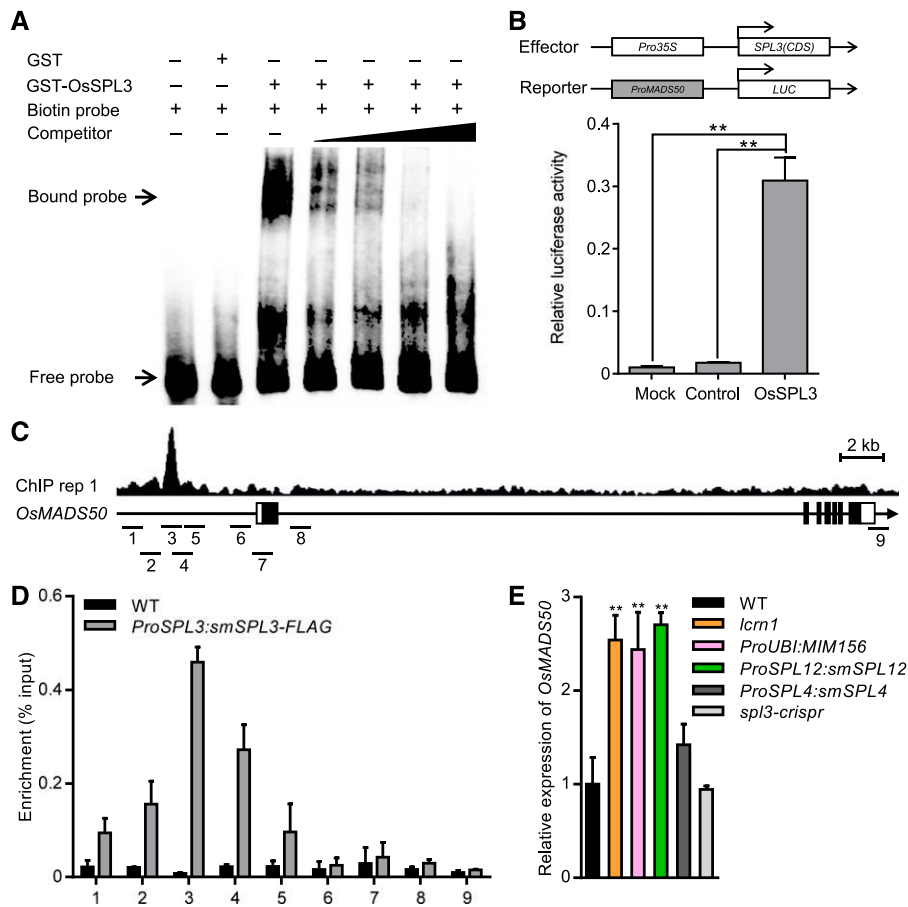 A
GST − + − − − − −
GST-OsSPL3 − − + + + + +
Biotin probe + + + + + + +
Competitor − − −
Bound probe
Free probe
B
Effector Pro35S SPL3(CDS)
Reporter ProMADS50 LUC
Relative luciferase activity
0.4
0.3
0.2
0.1
0
**
**
Mock Control OsSPL3
C
2 kb
ChIP rep 1
OsMADS50
1 3 5 6 8 9
2 4 7
D
WT
ProSPL3:smSPL3-FLAG
Enrichment (% input)
0.6
0.4
0.2
0
1 2 3 4 5 6 7 8 9
E
Relative expression of OsMADS50
3
2
1
0
** ** **
WT
lcrn1
ProUBI:MIM156
ProSPL12:smSPL12
ProSPL4:smSPL4
spl3-crispr